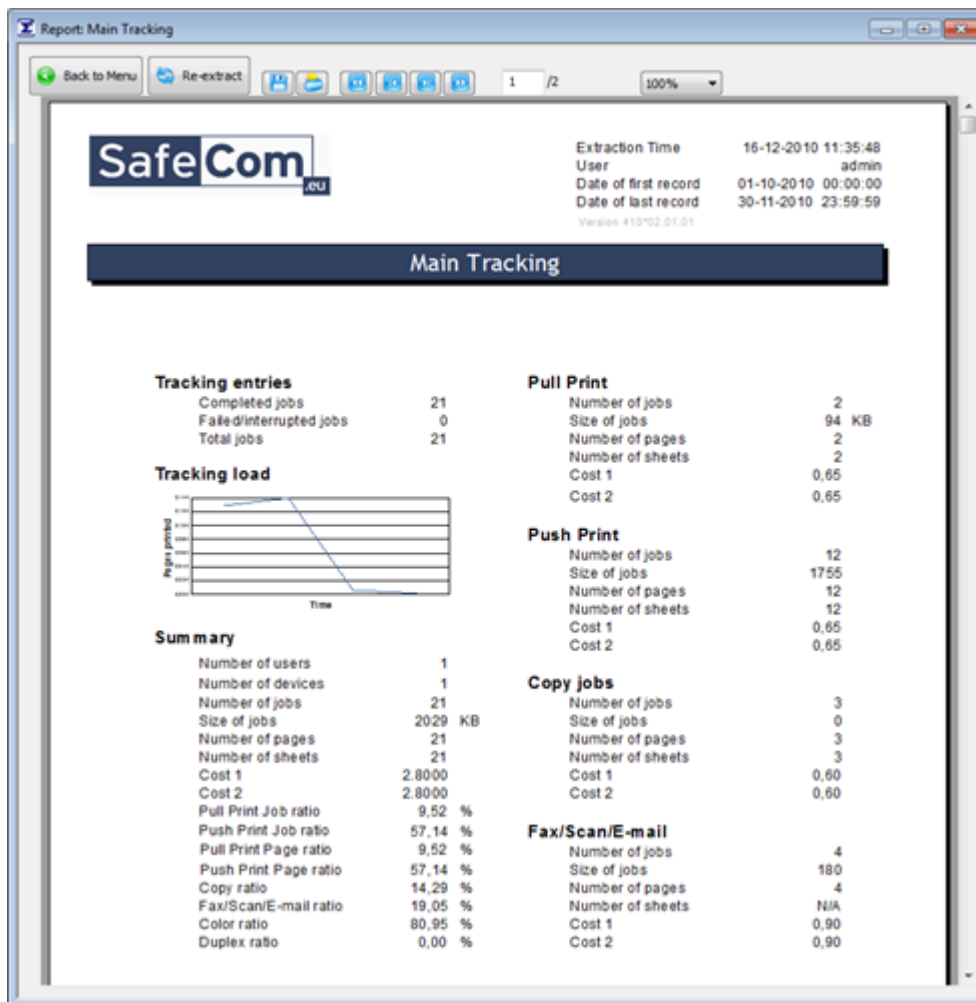 Report: Main Tracking
Back to Menu
Re-extract
1 /2
100%
SafeCom .eu
Extraction Time 16-12-2010 11:35:48
User admin
Date of first record 01-10-2010 00:00:00
Date of last record 30-11-2010 23:59:59
Version 410*02.01.01
Main Tracking
Tracking entries
Completed jobs 21
Failed/interrupted jobs 0
Total jobs 21
Tracking load
Pages printed
Time
Summary
Number of users 1
Number of devices 1
Number of jobs 21
Size of jobs 2029 KB
Number of pages 21
Number of sheets 21
Cost 1 2.8000
Cost 2 2.8000
Pull Print Job ratio 9,52 %
Push Print Job ratio 57,14 %
Pull Print Page ratio 9,52 %
Push Print Page ratio 57,14 %
Copy ratio 14,29 %
Fax/Scan/E-mail ratio 19,05 %
Color ratio 80,95 %
Duplex ratio 0,00 %
Pull Print
Number of jobs 2
Size of jobs 94 KB
Number of pages 2
Number of sheets 2
Cost 1 0,65
Cost 2 0,65
Push Print
Number of jobs 12
Size of jobs 1755
Number of pages 12
Number of sheets 12
Cost 1 0,65
Cost 2 0,65
Copy jobs
Number of jobs 3
Size of jobs 0
Number of pages 3
Number of sheets 3
Cost 1 0,60
Cost 2 0,60
Fax/Scan/E-mail
Number of jobs 4
Size of jobs 180
Number of pages 4
Number of sheets N/A
Cost 1 0,90
Cost 2 0,90